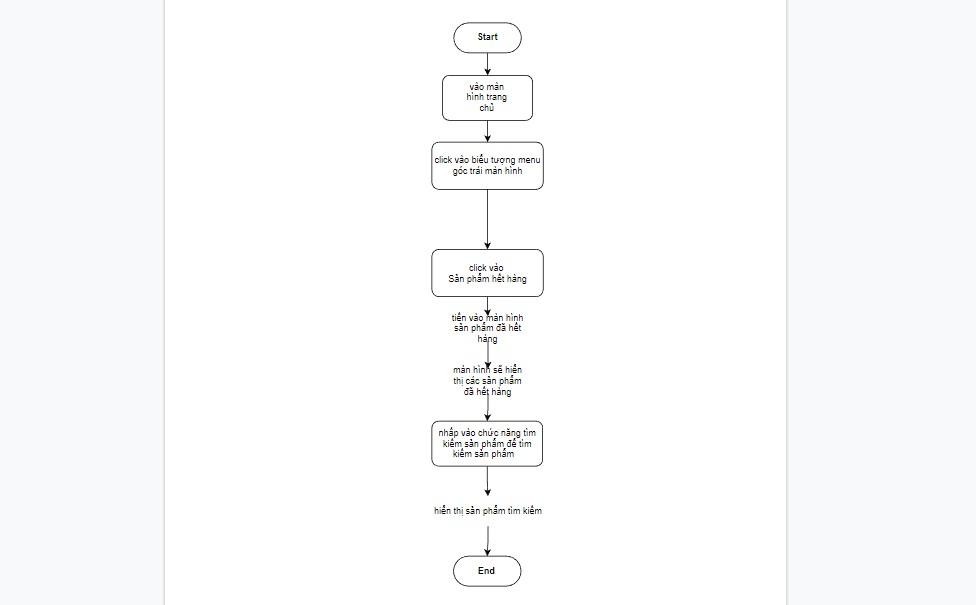 Start
vào màn
hình trang
chủ
click vào biểu tượng menu
góc trái màn hình
click vào
Sản phẩm hết hàng
tiến vào màn hình
sản phẩm đã hết
hàng
màn hình sẽ hiển
thị các sản phẩm
đã hết hàng
nhấp vào chức năng tìm
kiếm sản phẩm để tìm
kiếm sản phẩm
hiển thị sản phẩm tìm kiếm
End